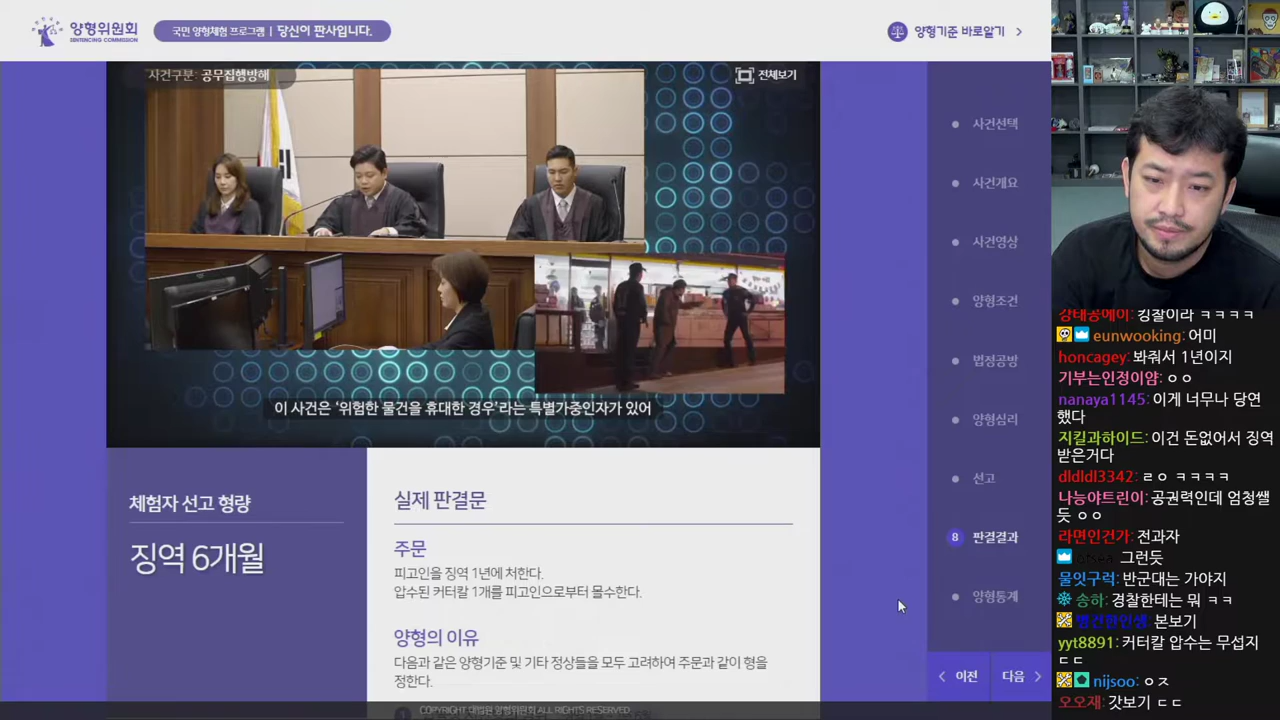 양형위원회
SENTENCING COMMISSION
국민 양형체험 프로그램 | 당신이 판사입니다.
양형기준 바로알기
사건구분: 공무집행방해
전체보기
이 사건은 '위험한 물건을 휴대한 경우'라는 특별가중인자가 있어
체험자 선고 형량
징역 6개월
실제 판결문
주문
피고인을 징역 1년에 처한다.
압수된 커터칼 1개를 피고인으로부터 몰수한다.
양형의 이유
다음과 같은 양형기준 및 기타 정상들을 모두 고려하여 주문과 같이 형을
정한다.
COPYRIGHT 대법원 양형위원회 ALL RIGHTS RESERVED
사건선택
사건개요
사건영상
양형조건
법정공방
양형심리
선고
8 판결결과
양형통계
이전
다음
강태공에이: 킹찰이라 ㅋㅋㅋㅋ
eunwooking: 어미
honcagey: 봐줘서 1년이지
기부는인정이얌: ㅇㅇ
nanaya1145: 이게 너무나 당연
했다
지킬과하이드: 이건 돈없어서 징역
받은거다
dldldl3342: ㄹㅇ ㅋㅋㅋㅋ
나능야트린이: 공권력인데 엄청쌜
듯 ㅇㅇ
라면인건가: 전과자
그런듯
물잇구럭: 반군대는 가야지
송하: 경찰한테는 뭐 ㅋㅋ
본보기
yyt8891: 커터칼 압수는 무섭지
ㄷㄷ
nijsoo: ㅇㅈ
오오재: 갓보기 ㄷㄷ